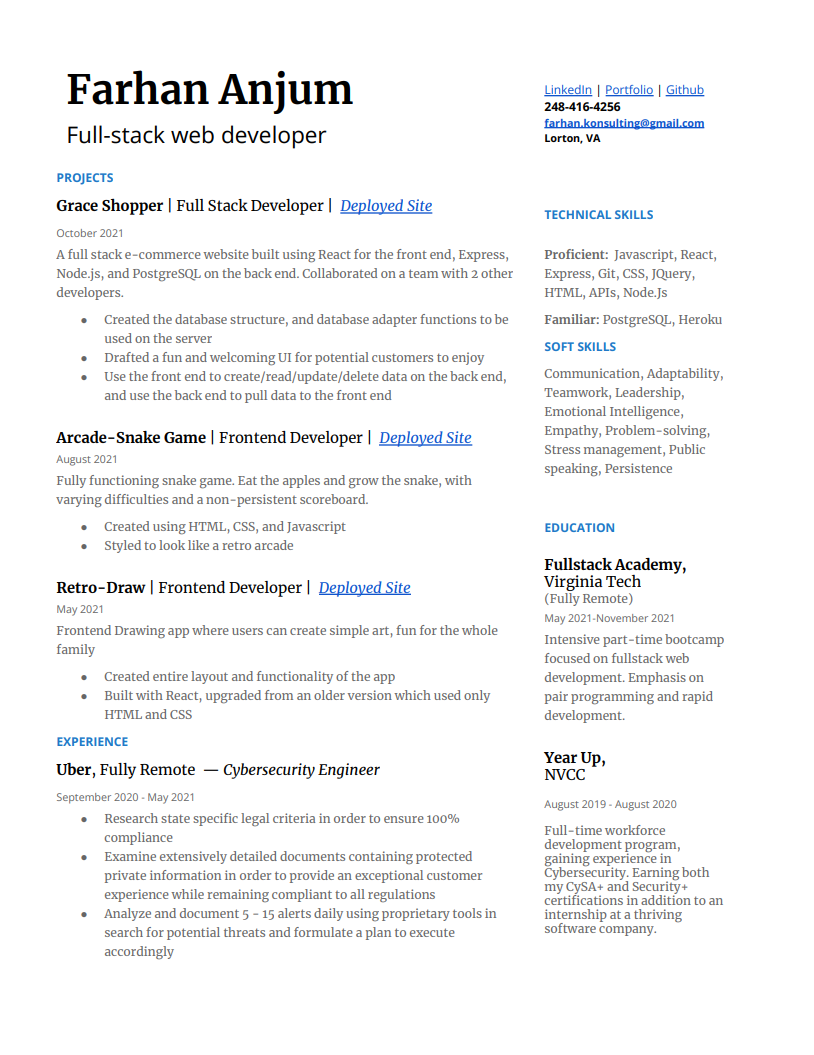 Farhan Anjum
Full-stack web developer
LinkedIn | Portfolio | Github
248-416-4256
farhan.konsulting@gmail.com
Lorton, VA
PROJECTS
Grace Shopper | Full Stack Developer | Deployed Site
October 2021
A full stack e-commerce website built using React for the front end, Express,
Node.js, and PostgreSQL on the back end. Collaborated on a team with 2 other
developers.
● Created the database structure, and database adapter functions to be
used on the server
● Drafted a fun and welcoming UI for potential customers to enjoy
● Use the front end to create/read/update/delete data on the back end,
and use the back end to pull data to the front end
Arcade-Snake Game | Frontend Developer | Deployed Site
August 2021
Fully functioning snake game. Eat the apples and grow the snake, with
varying difficulties and a non-persistent scoreboard.
● Created using HTML, CSS, and Javascript
● Styled to look like a retro arcade
Retro-Draw | Frontend Developer | Deployed Site
May 2021
Frontend Drawing app where users can create simple art, fun for the whole
family
● Created entire layout and functionality of the app
● Built with React, upgraded from an older version which used only
HTML and CSS
EXPERIENCE
Uber, Fully Remote — Cybersecurity Engineer
September 2020 - May 2021
● Research state specific legal criteria in order to ensure 100%
compliance
● Examine extensively detailed documents containing protected
private information in order to provide an exceptional customer
experience while remaining compliant to all regulations
● Analyze and document 5 - 15 alerts daily using proprietary tools in
search for potential threats and formulate a plan to execute
accordingly
TECHNICAL SKILLS
Proficient: Javascript, React,
Express, Git, CSS, JQuery,
HTML, APIs, Node.Js
Familiar: PostgreSQL, Heroku
SOFT SKILLS
Communication, Adaptability,
Teamwork, Leadership,
Emotional Intelligence,
Empathy, Problem-solving,
Stress management, Public
speaking, Persistence
EDUCATION
Fullstack Academy,
Virginia Tech
(Fully Remote)
May 2021-November 2021
Intensive part-time bootcamp
focused on fullstack web
development. Emphasis on
pair programming and rapid
development.
Year Up,
NVCC
August 2019 - August 2020
Full-time workforce
development program,
gaining experience in
Cybersecurity. Earning both
my CySA+ and Security+
certifications in addition to an
internship at a thriving
software company.